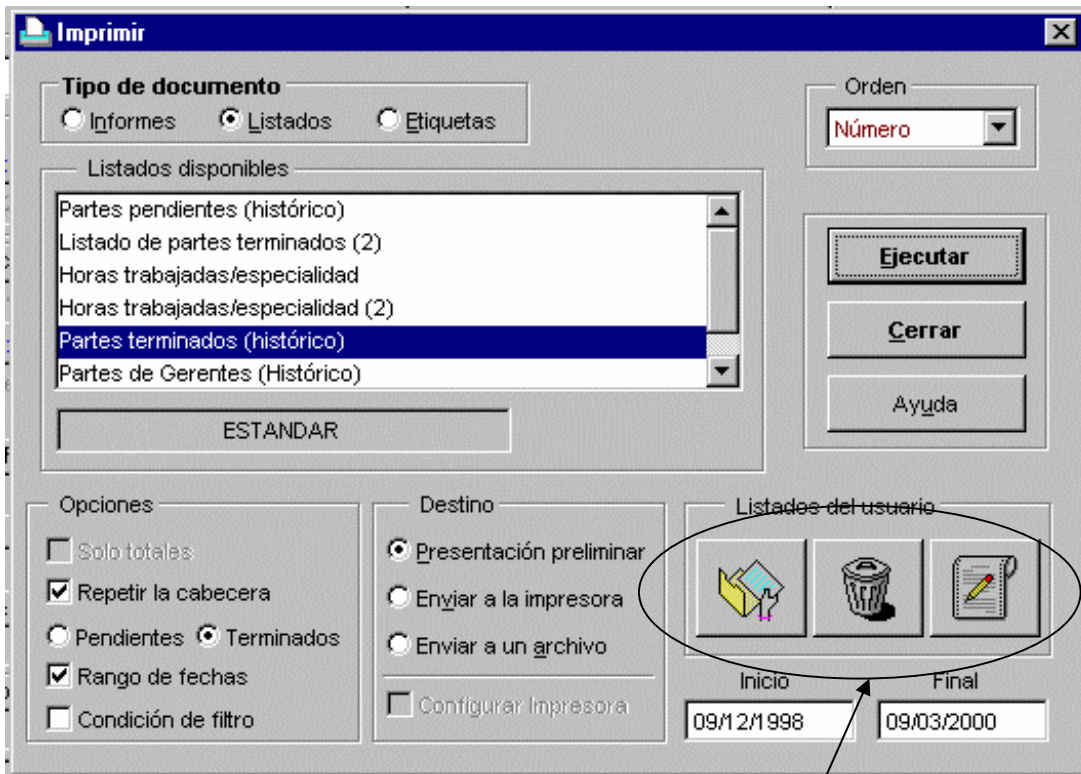 Imprimir
Tipo de documento
Informes Listados Etiquetas
Orden
Número
Listados disponibles
Partes pendientes (histórico)
Listado de partes terminados (2)
Horas trabajadas/especialidad
Horas trabajadas/especialidad (2)
Partes terminados (histórico)
Partes de Gerentes (Histórico)
ESTANDAR
Ejecutar
Cerrar
Ayuda
Opciones
Solo totales
Repetir la cabecera
Pendientes Terminados
Rango de fechas
Condición de filtro
Destino
Presentación preliminar
Enviar a la impresora
Enviar a un archivo
Configurar Impresora
Listados del usuario
Inicio Final
09/12/1998 09/03/2000